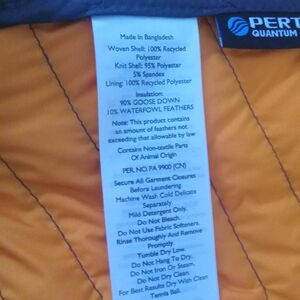 PERT
QUANTUM
Made in Bangladesh
Woven Shell: 100% Recycled
Polyester
Knit Shell: 95% Polyester
5% Spandex
Lining: 100% Recycled Polyester
Insulation:
90% GOOSE DOWN
10% WATERFOWL FEATHERS
Note: This product contains
an amount of feathers not
exceeding that allowable by law
Contains Non-textile Parts
Of Animal Origin
PER. NO. PA 9900 (CN)
Secure All Garment Closures
Before Laundering
Machine Wash Cold Delicate
Separately
Mild Detergent Only.
Do Not Bleach.
Do Not Use Fabric Softeners.
Rinse Thoroughly And Remove
Promptly.
Tumble Dry Low.
Do Not Hang To Dry.
Do Not Iron Or Steam.
Do Not Dry Clean
For Best Results Dry With Clean
Tennis Ball.